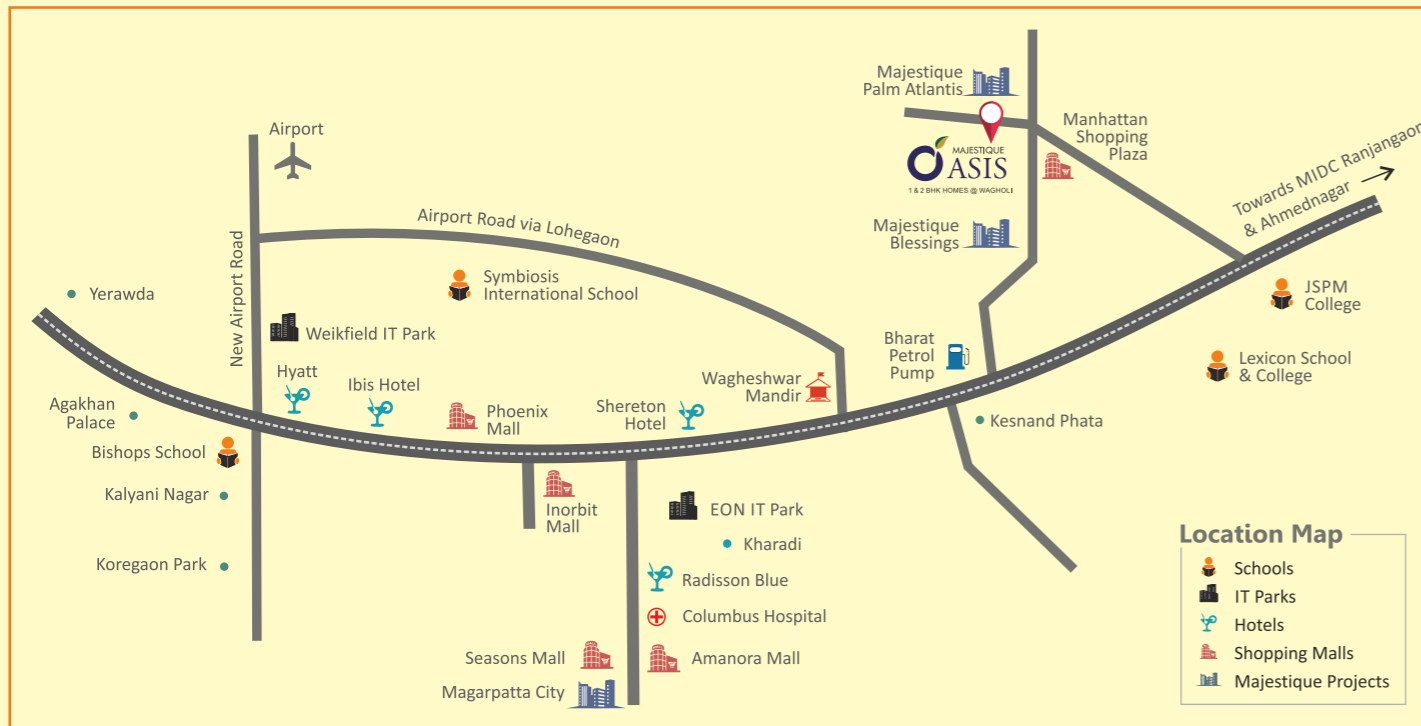 Airport
New Airport Road
Airport Road via Lohegaon
Symbiosis
International School
Yerawda
Weikfield IT Park
Hyatt
Ibis Hotel
Agakhan
Palace
Phoenix
Mall
Shereton
Hotel
Wagheshwar
Mandir
Bharat
Petrol
Pump
Majestique
Palm Atlantis
MAJESTIQUE
OASIS
1 & 2 BHK HOMES @ WAGHOLI
Manhattan
Shopping
Plaza
Majestique
Blessings
Towards MIDC Ranjangaon
& Ahmednagar
JSPM
College
Lexicon School
& College
Kesnand Phata
Bishops School
Kalyani Nagar
Koregaon Park
Inorbit
Mall
EON IT Park
Kharadi
Radisson Blue
Columbus Hospital
Seasons Mall
Amanora Mall
Magarpatta City
Location Map
Schools
IT Parks
Hotels
Shopping Malls
Majestique Projects